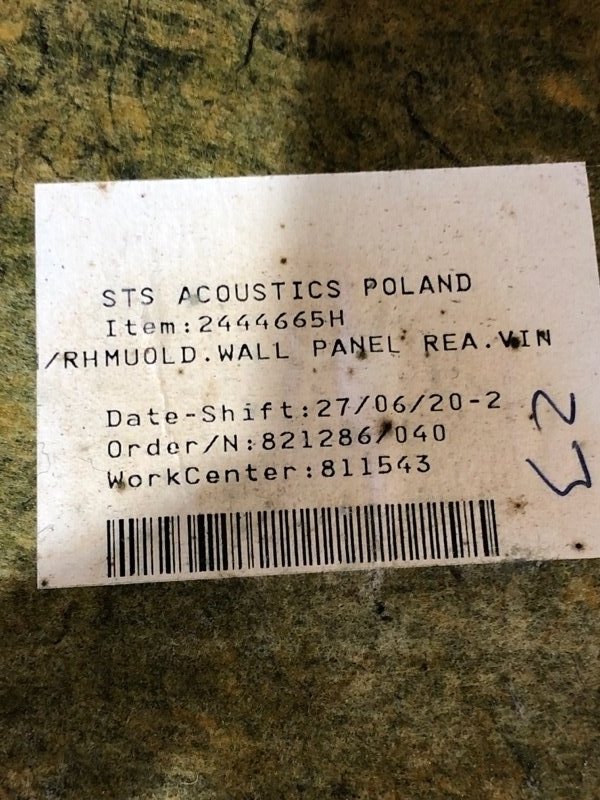 STS ACOUSTICS POLAND
Item:2444665H
/RHMUOLD.WALL PANEL REA.VIN
Date-Shift:27/06/20-2
Order/N:821286/040
WorkCenter:811543